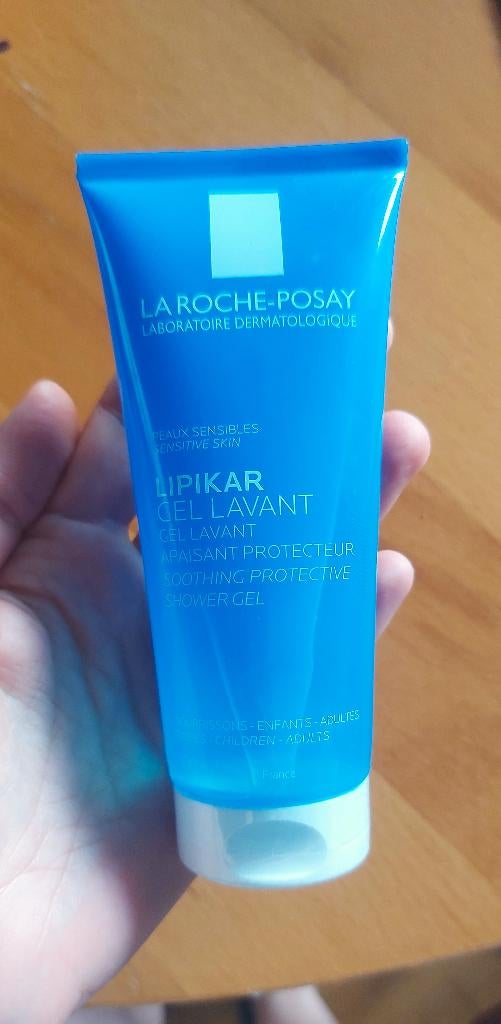 LA ROCHE-POSAY
LABORATOIRE DERMATOLOGIQUE
PEAUX SENSIBLES
SENSITIVE SKIN
LIPIKAR
GEL LAVANT
GEL LAVANT
APAISANT PROTECTEUR
SOOTHING PROTECTIVE
SHOWER GEL
NOURRISSONS - ENFANTS - ADULTES
CHILDREN - ADULTS
France